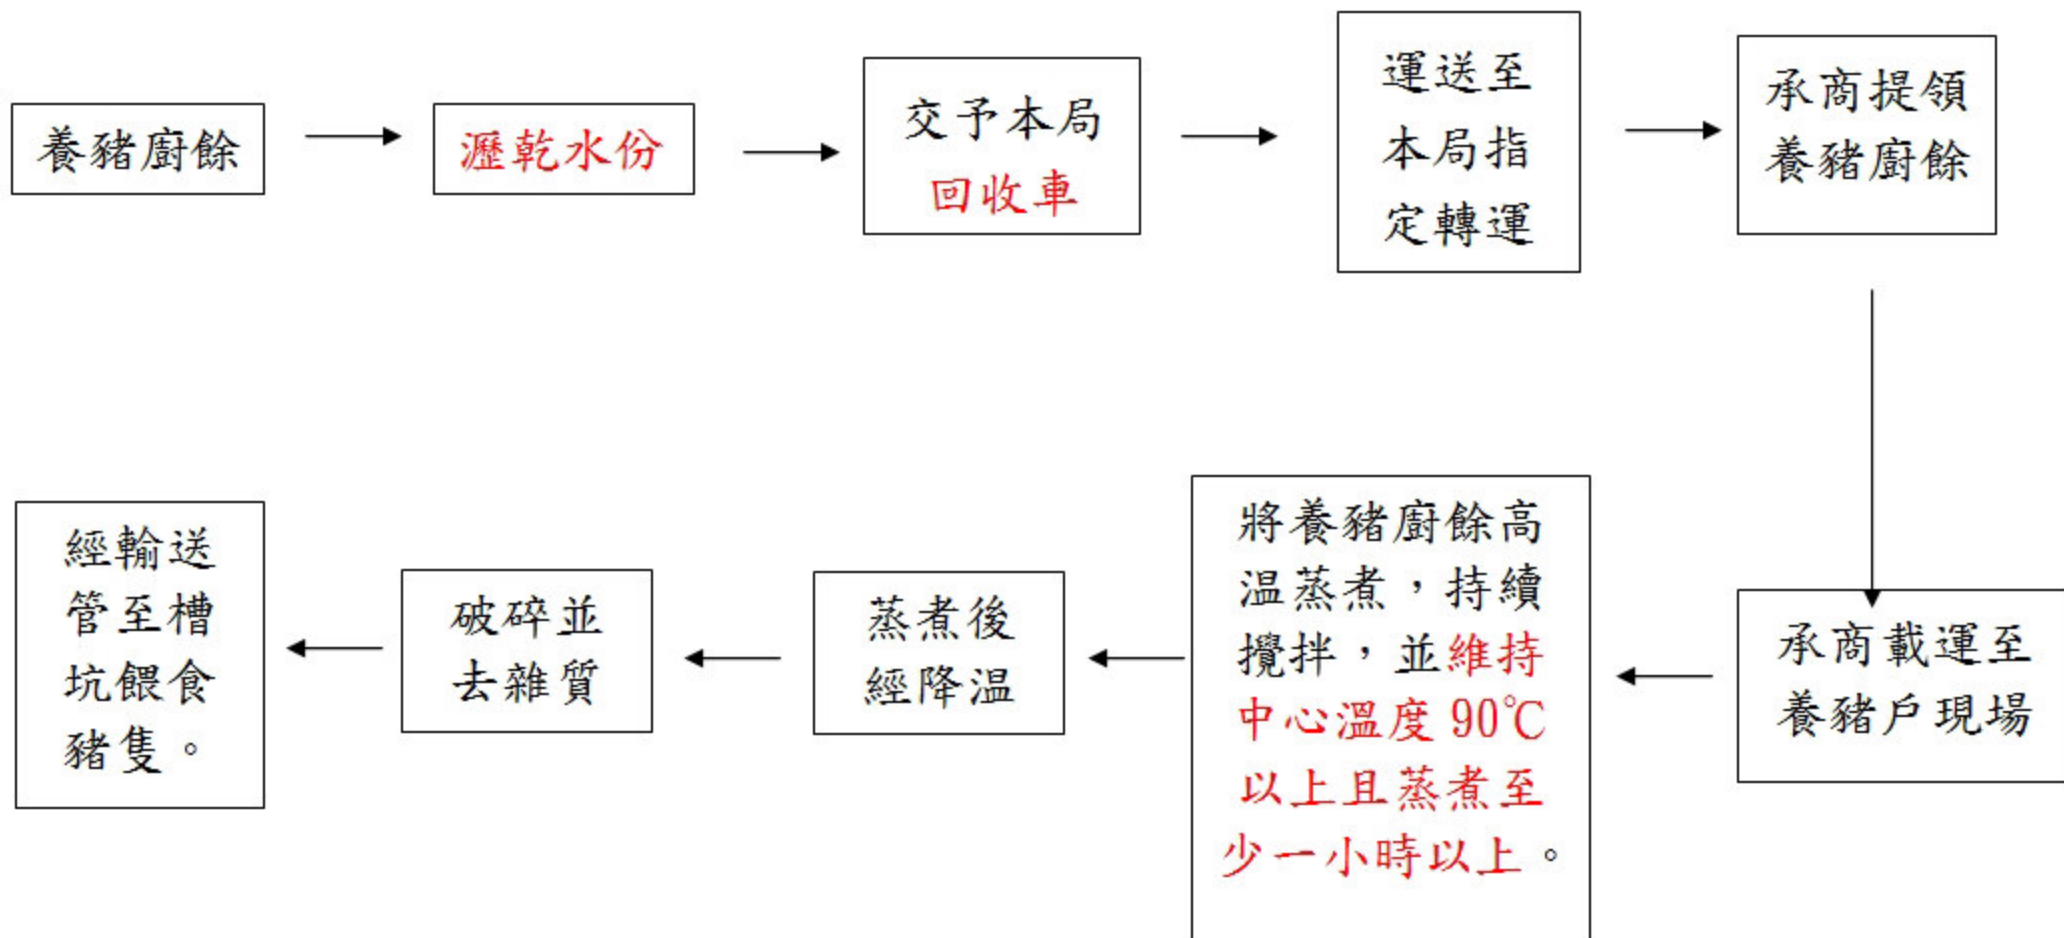 養豬廚餘
瀝乾水份
交予本局
回收車
運送至
本局指
定轉運
承商提領
養豬廚餘
承商載運至
養豬戶現場
將養豬廚餘高
溫蒸煮，持續
攪拌，並維持
中心溫度90℃
以上且蒸煮至
少一小時以上。
蒸煮後
經降溫
破碎並
去雜質
經輸送
管至槽
坑餵食
豬隻。